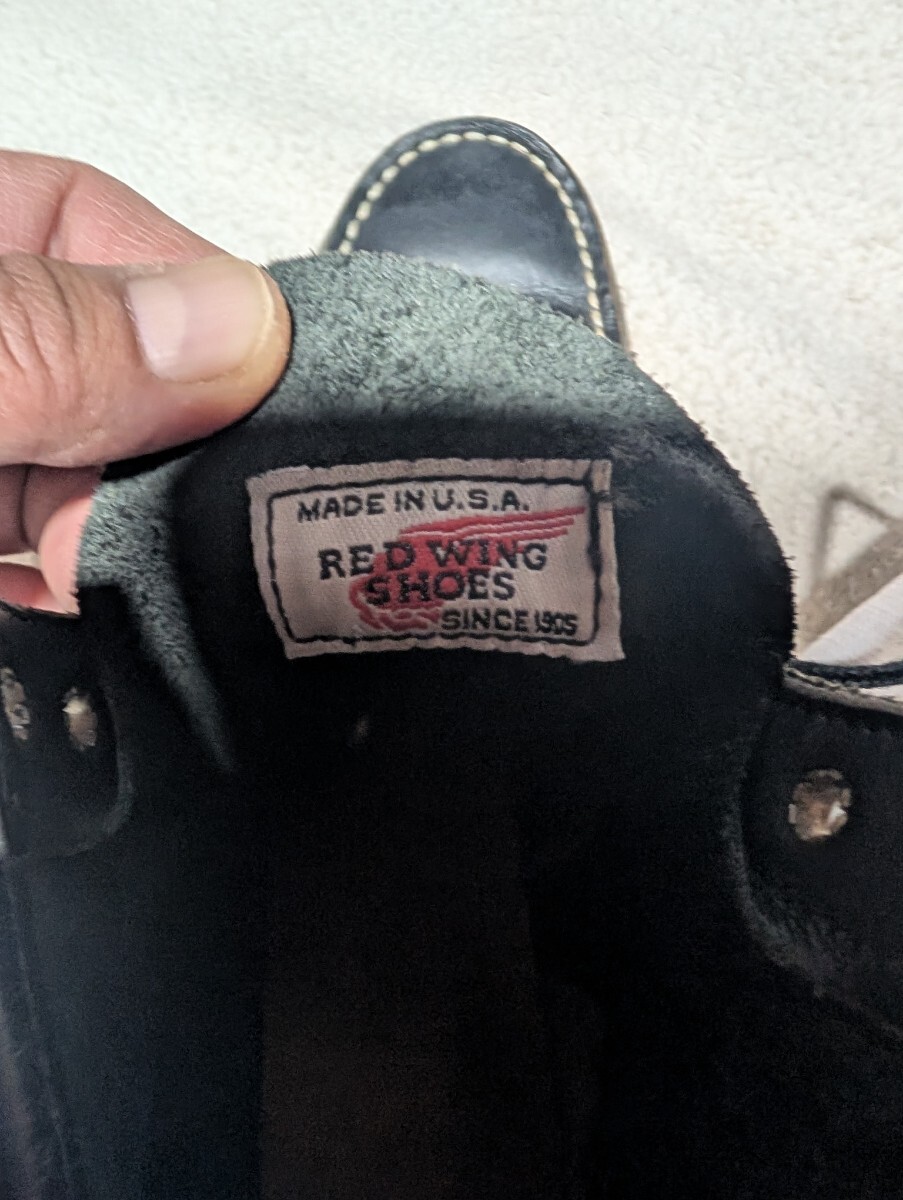 MADE IN U.S.A.
RED WING
SHOES
SINCE 1905